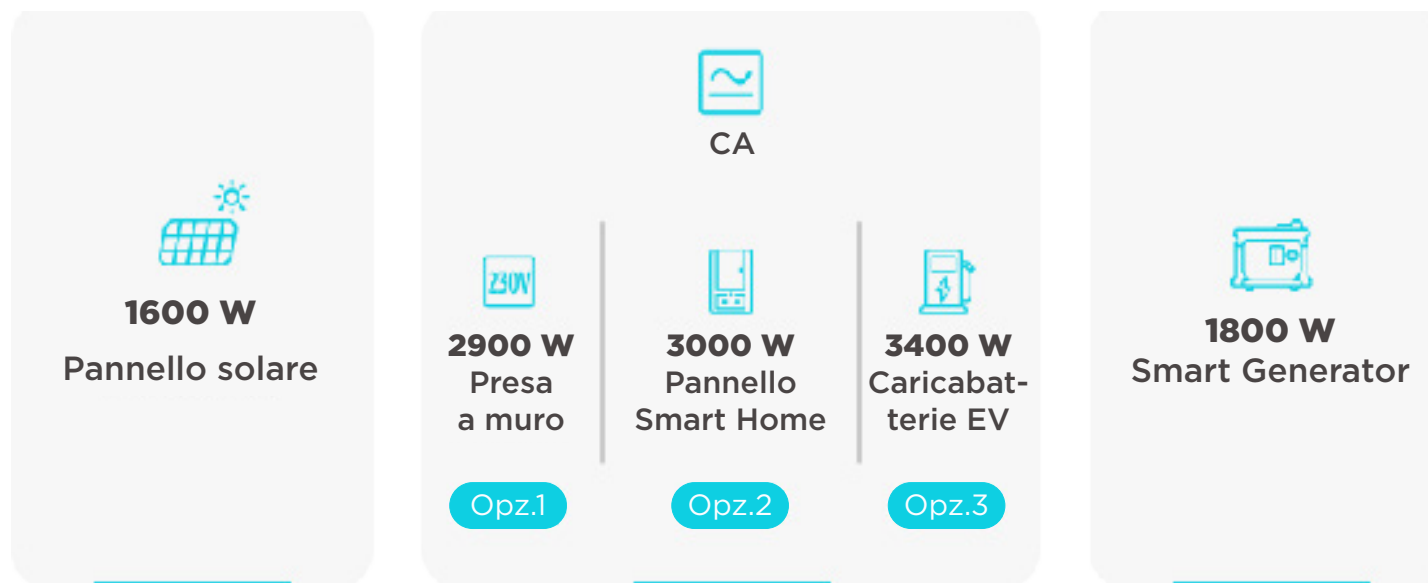 1600 W
Pannello solare
CA
230V
2900 W
Presa
a muro
Opz.1
3000 W
Pannello
Smart Home
Opz.2
3400 W
Caricabat-
terie EV
Opz.3
1800 W
Smart Generator